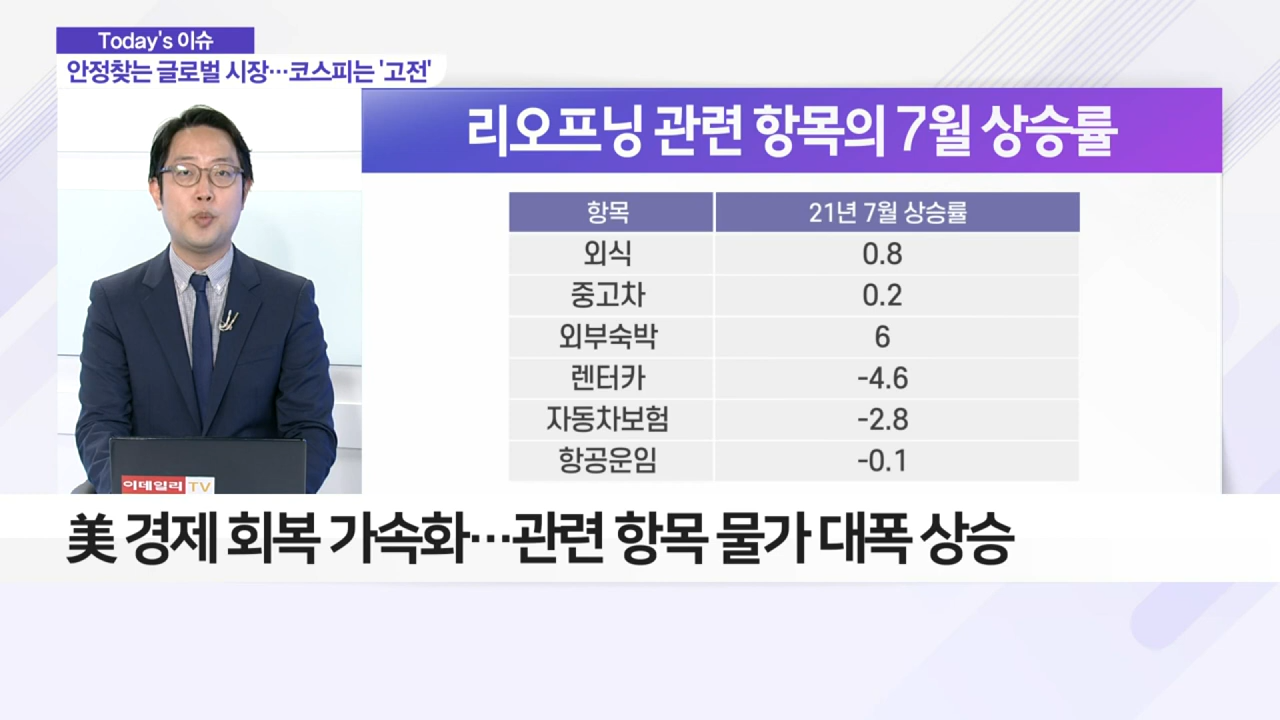 Today's 이슈
안정찾는 글로벌 시장…코스피는 '고전'
리오프닝 관련 항목의 7월 상승률
항목 21년 7월 상승률
외식 0.8
중고차 0.2
외부숙박 6
렌터카 -4.6
자동차보험 -2.8
항공운임 -0.1
이데일리 TV
美 경제 회복 가속화…관련 항목 물가 대폭 상승